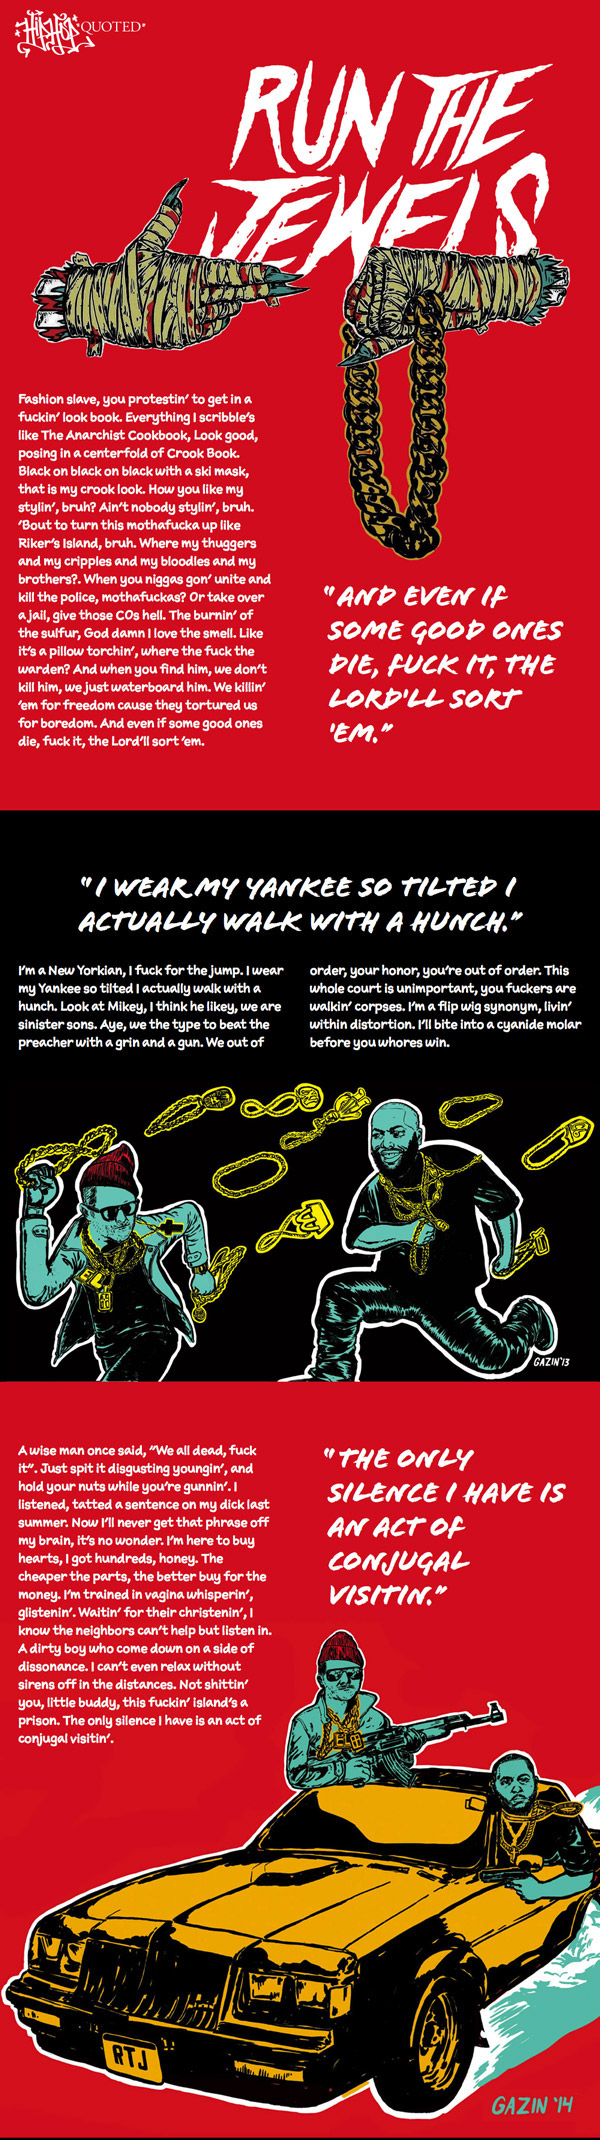 HIPHOP QUOTED"
RUN THE
JEWELS
Fashion slave, you protestin' to get in a
fuckin' look book. Everything I scribble's
like The Anarchist Cookbook, Look good,
posing in a centerfold of Crook Book.
Black on black on black with a ski mask,
that is my crook look. How you like my
stylin', bruh? Ain't nobody stylin', bruh.
'Bout to turn this mothafucka up like
Riker's Island, bruh. Where my thuggers
and my cripples and my bloodies and my
brothers?. When you niggas gon' unite and
kill the police, mothafuckas? Or take over
a jail, give those COs hell. The burnin' of
the sulfur, God damn I love the smell. Like
it's a pillow torchin', where the fuck the
warden? And when you find him, we don't
kill him, we just waterboard him. We killin'
'em for freedom cause they tortured us
for boredom. And even if some good ones
die, fuck it, the Lord'll sort 'em.
"AND EVEN IF
SOME GOOD ONES
DIE, FUCK IT, THE
LORD'LL SORT
'EM."
"I WEAR MY YANKEE SO TILTED I
ACTUALLY WALK WITH A HUNCH."
I'm a New Yorkian, I fuck for the jump. I wear
my Yankee so tilted I actually walk with a
hunch. Look at Mikey, I think he likey, we are
sinister sons. Aye, we the type to beat the
preacher with a grin and a gun. We out of
order, your honor, you're out of order. This
whole court is unimportant, you fuckers are
walkin' corpses. I'm a flip wig synonym, livin'
within distortion. I'll bite into a cyanide molar
before you whores win.
EL
GAZIN'13
A wise man once said, "We all dead, fuck
it". Just spit it disgusting youngin', and
hold your nuts while you're gunnin'. I
listened, tatted a sentence on my dick last
summer. Now I'll never get that phrase off
my brain, it's no wonder. I'm here to buy
hearts, I got hundreds, honey. The
cheaper the parts, the better buy for the
money. I'm trained in vagina whisperin',
glistenin'. Waitin' for their christenin', I
know the neighbors can't help but listen in.
A dirty boy who come down on a side of
dissonance. I can't even relax without
sirens off in the distances. Not shittin'
you, little buddy, this fuckin' island's a
prison. The only silence I have is an act of
conjugal visitin'.
"THE ONLY
SILENCE I HAVE IS
AN ACT OF
CONJUGAL
VISITIN."
EL
RTJ
GAZIN '14